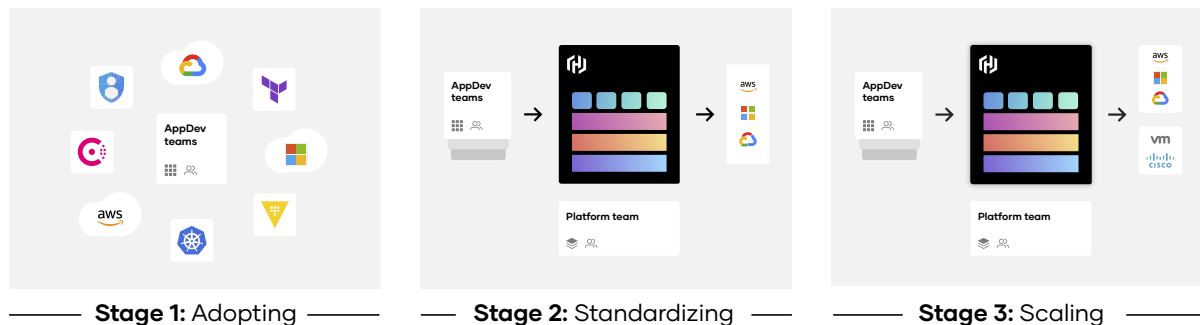 AppDev
teams
aws
Stage 1: Adopting
AppDev
teams
aws
Platform team
Stage 2: Standardizing
AppDev
teams
aws
vm
CISCO
Platform team
Stage 3: Scaling